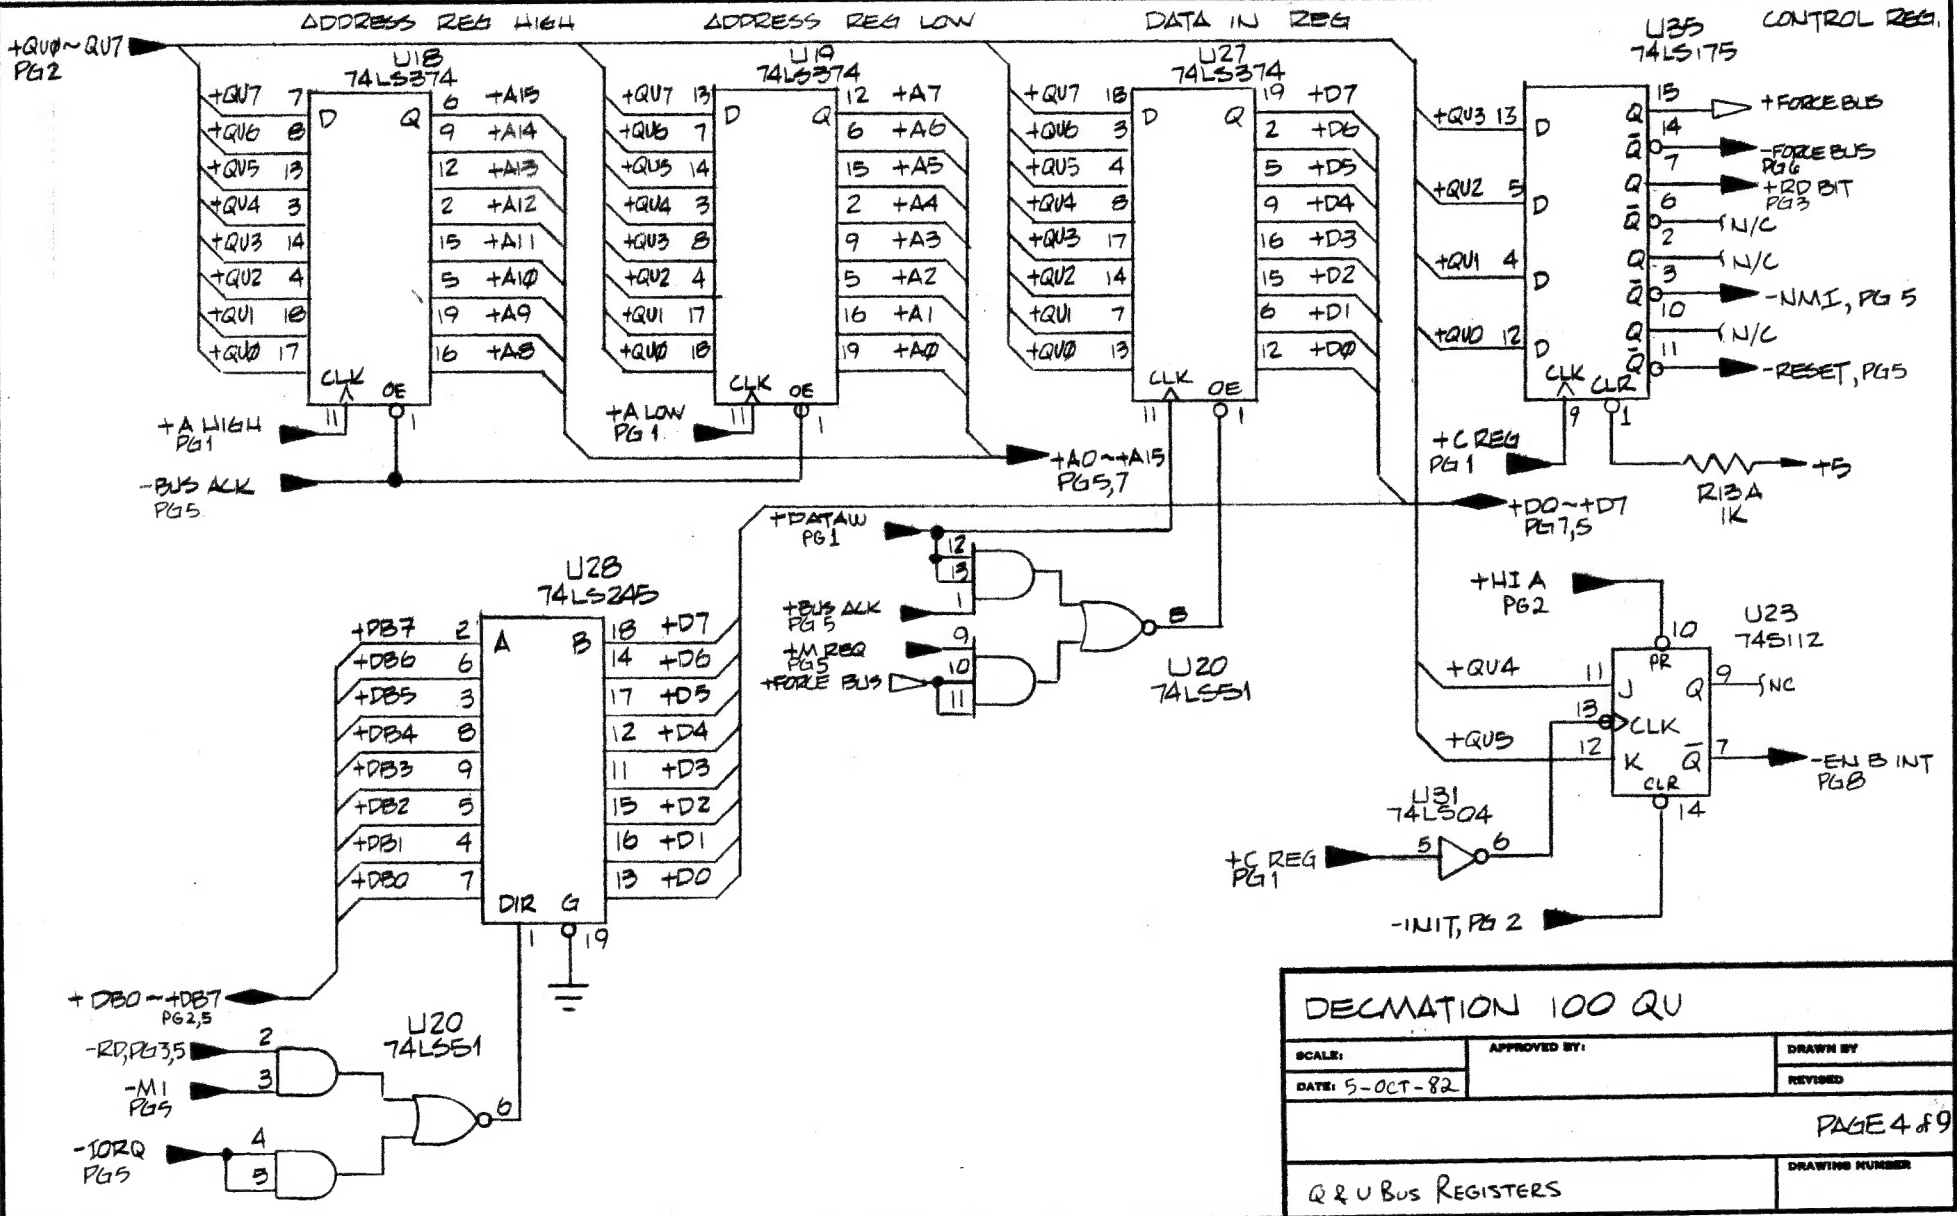 ADDRESS REG HIGH
ADDRESS REG LOW
DATA IN REG
CONTROL REG.
+QUØ~QU7
PG2
U18
74LS374
+QU7 7
+QU6 8
+QU5 13
+QU4 3
+QU3 14
+QU2 4
+QU1 18
+QUØ 17
D Q
6 +A15
9 +A14
12 +A13
2 +A12
15 +A11
5 +A1Ø
19 +A9
16 +A8
CLK OE
11 1
+A HIGH
PG1
-BUS ACK
PG5
U19
74LS374
+QU7 13
+QU6 7
+QU5 14
+QU4 3
+QU3 8
+QU2 4
+QU1 17
+QUØ 18
D Q
12 +A7
6 +A6
15 +A5
2 +A4
9 +A3
5 +A2
16 +A1
19 +AØ
CLK OE
11 1
+A LOW
PG1
+A0~+A15
PG5,7
U27
74LS374
+QU7 18
+QU6 3
+QU5 4
+QU4 8
+QU3 17
+QU2 14
+QU1 7
+QUØ 13
D Q
19 +D7
2 +D6
5 +D5
9 +D4
16 +D3
15 +D2
6 +D1
12 +DØ
CLK OE
11 1
U35
74LS175
+QU3 13 D
+QU2 5 D
+QU1 4 D
+QU0 12 D
Q 15 +FORCE BUS
Q 14 -FORCE BUS
PG6
Q 7 +RD BIT
PG3
Q 6 N/C
Q 2 N/C
Q 3 -NMI, PG 5
Q 10 N/C
Q 11 -RESET, PG5
CLK CLR
9 1
+C REG
PG1
R13A
1K
+5
+D0~+D7
PG7,5
+DATAW
PG1
12
13
1
+BUS ACK
PG5
+M REQ
PG5
9
10
11
+FORCE BUS
8
U20
74LS51
U28
74LS245
+DB7 2
+DB6 6
+DB5 3
+DB4 8
+DB3 9
+DB2 5
+DB1 4
+DB0 7
A B
18 +D7
14 +D6
17 +D5
12 +D4
11 +D3
15 +D2
16 +D1
13 +D0
DIR G
1 19
+DB0~+DB7
PG2,5
U20
74LS51
-RD,PG3,5 2
-M1 3
PG5
-IORQ 4
PG5 5
6
+HI A
PG2
U23
74S112
10
PR
+QU4 11 J
13 CLK
+QU5 12 K
Q 9 NC
Q̅ 7 -EN B INT
PG8
CLR
14
U31
74LS04
+C REG 5 6
PG1
-INIT, PG 2
DECMATION 100 QU
SCALE:
APPROVED BY:
DRAWN BY
DATE: 5-OCT-82
REVISED
PAGE 4 of 9
Q & U BUS REGISTERS
DRAWING NUMBER